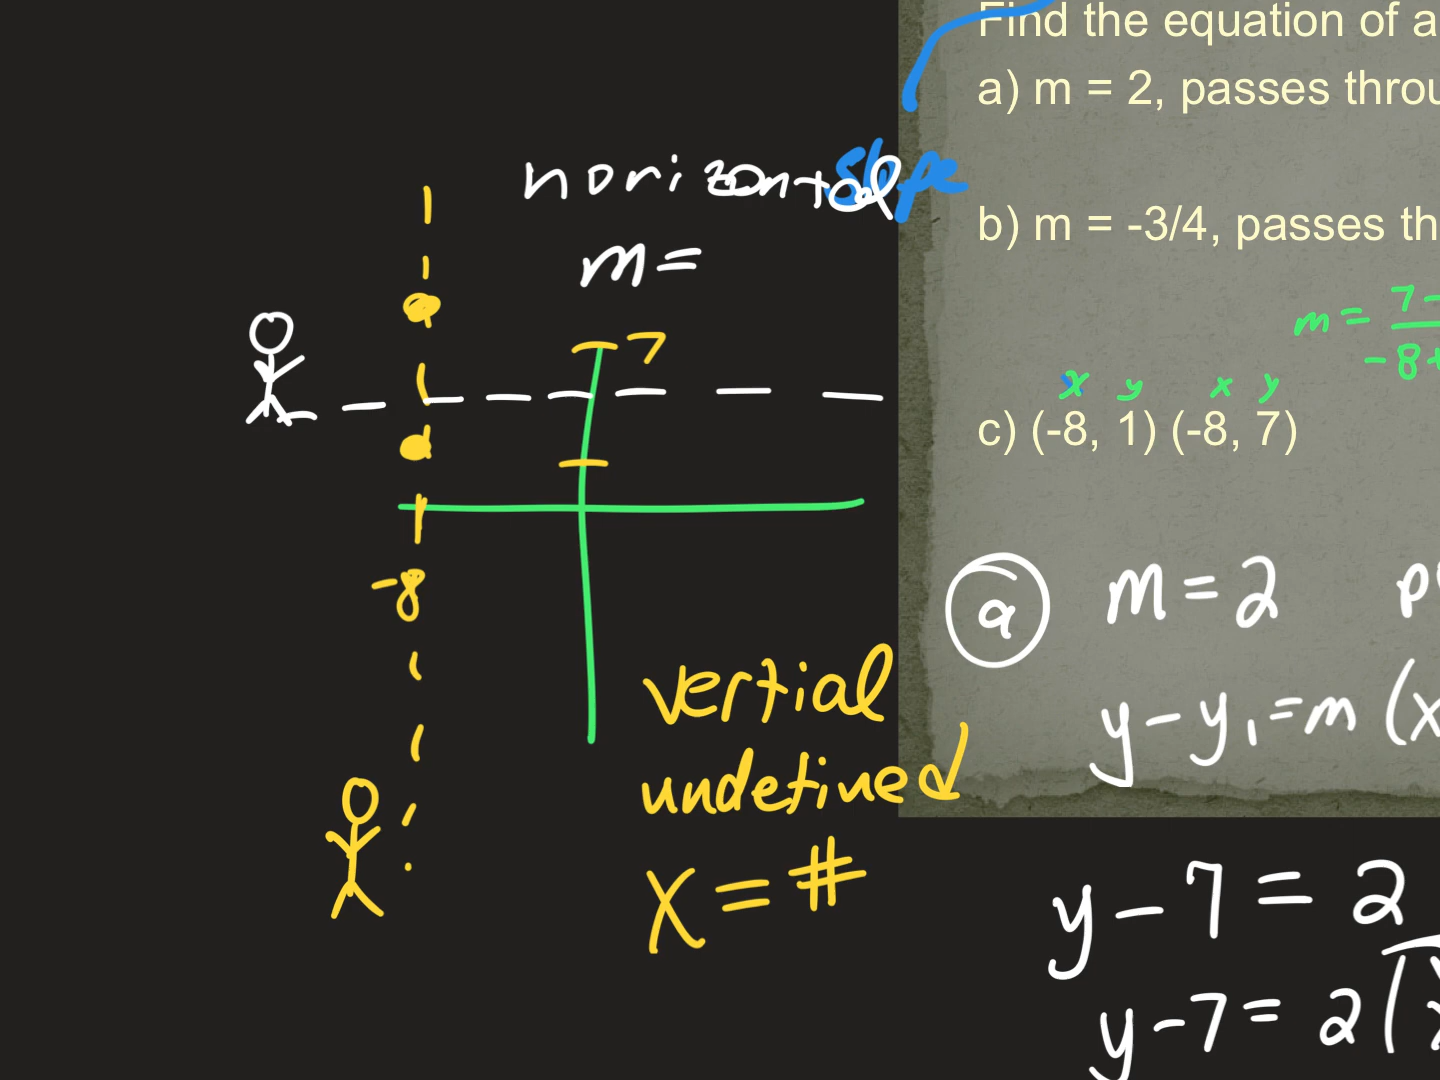 Find the equation of a
a) m = 2, passes throu
b) m = -3/4, passes th
m = 7-
-8+
x y x y
c) (-8, 1) (-8, 7)
horizontal
slope
m =
7
-8
vertial
undefined
x = #
a m = 2
y - y₁ = m (x
y - 7 = 2
y - 7 = 2(